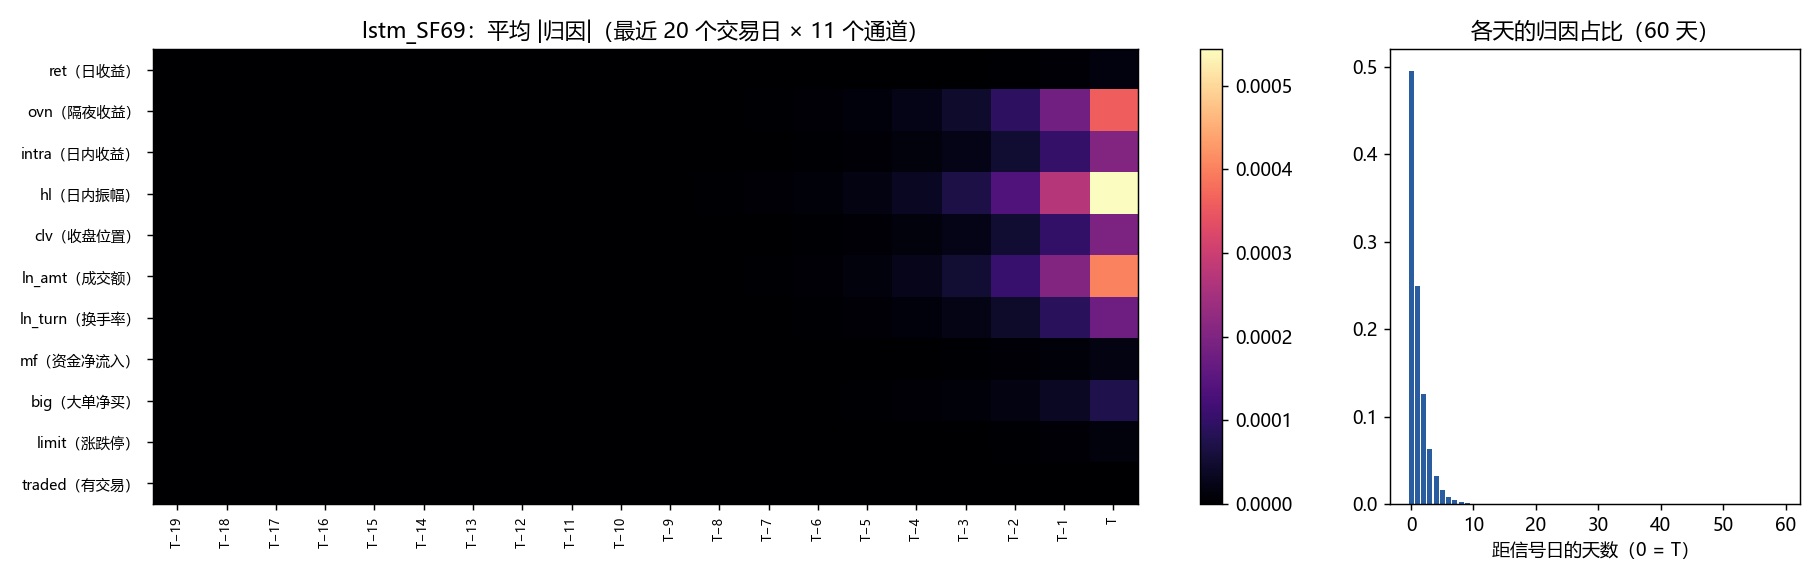 lstm_SF69：平均 |归因|（最近 20 个交易日 × 11 个通道）
ret（日收益）
ovn（隔夜收益）
intra（日内收益）
hl（日内振幅）
clv（收盘位置）
ln_amt（成交额）
ln_turn（换手率）
mf（资金净流入）
big（大单净买）
limit（涨跌停）
traded（有交易）
T−19
T−18
T−17
T−16
T−15
T−14
T−13
T−12
T−11
T−10
T−9
T−8
T−7
T−6
T−5
T−4
T−3
T−2
T−1
T
0.0005
0.0004
0.0003
0.0002
0.0001
0.0000
各天的归因占比（60 天）
0.5
0.4
0.3
0.2
0.1
0.0
0 10 20 30 40 50 60
距信号日的天数（0 = T）